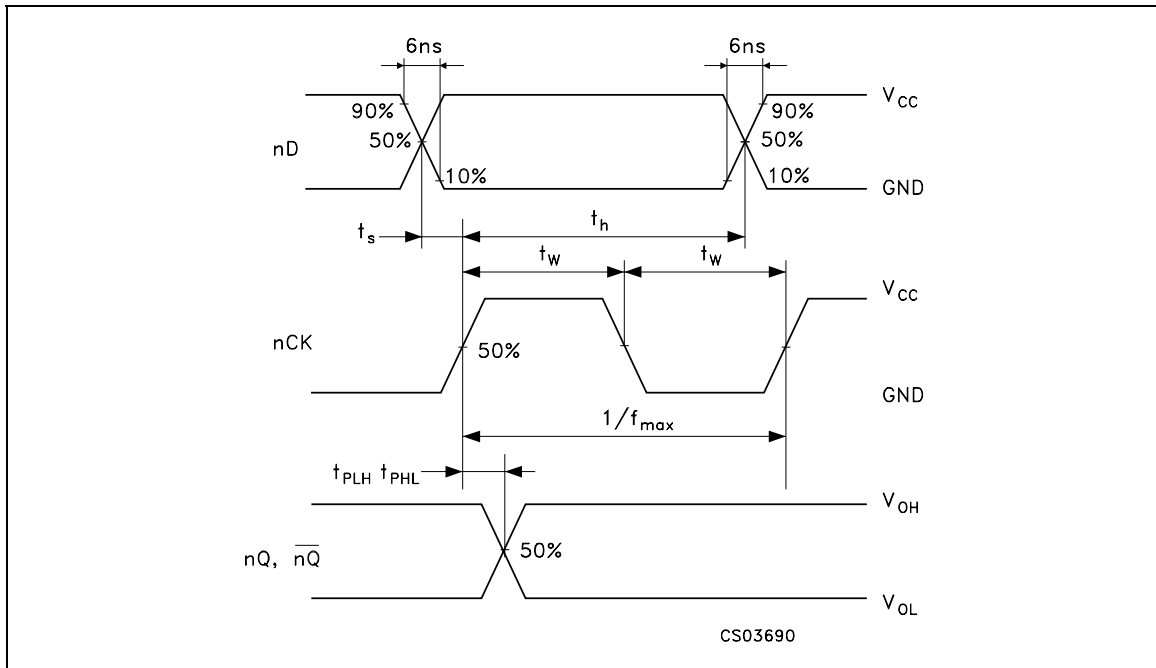 6ns 6ns
90% V_CC 90%
nD 50% 50%
10% 10% GND
t_s t_h
t_W t_W
V_CC
nCK 50%
GND
1/f_max
t_PLH t_PHL
V_OH
nQ, n̅Q̅ 50%
V_OL
CS03690